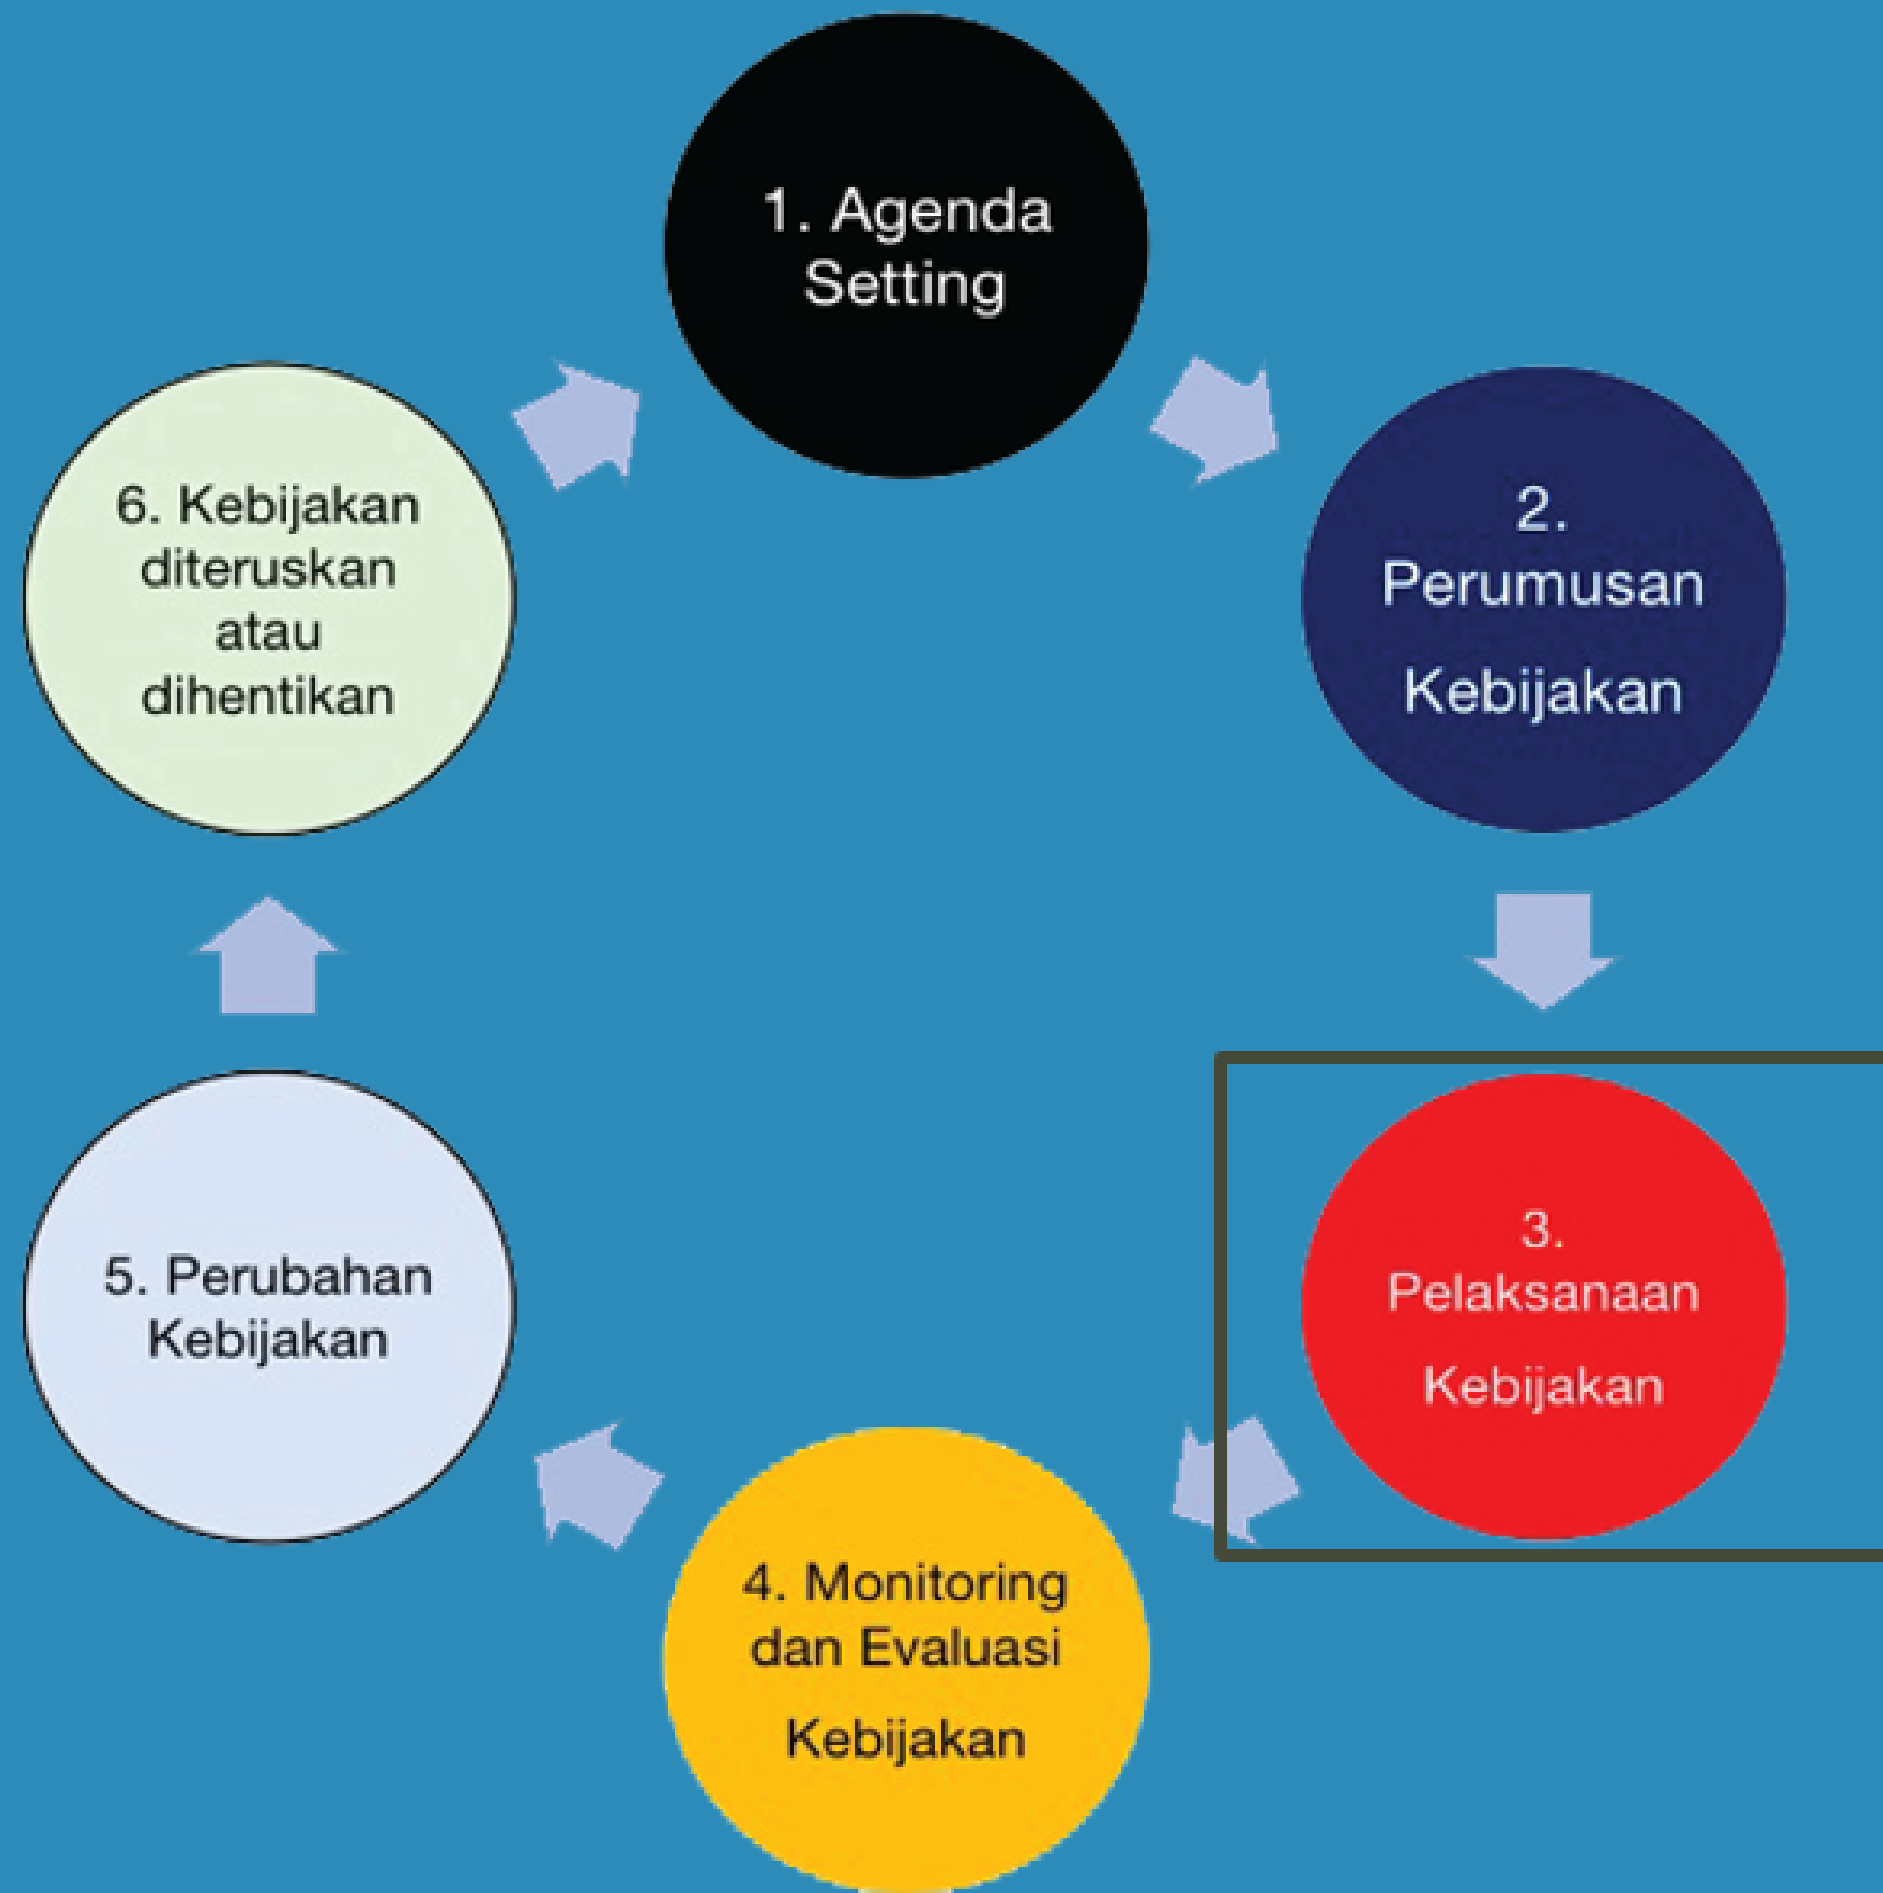 1. Agenda
Setting
2.
Perumusan
Kebijakan
3.
Pelaksanaan
Kebijakan
4. Monitoring
dan Evaluasi
Kebijakan
5. Perubahan
Kebijakan
6. Kebijakan
diteruskan
atau
dihentikan